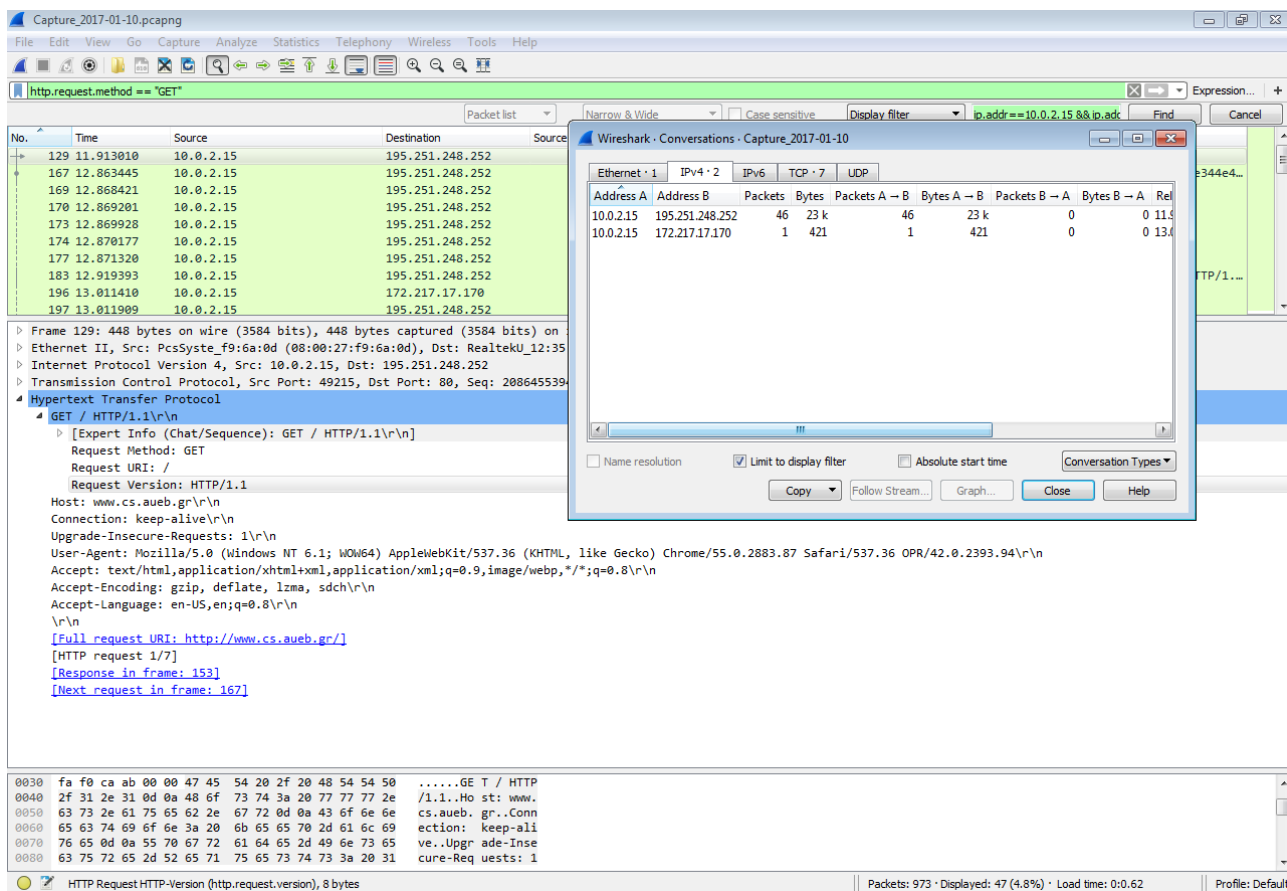 Capture_2017-01-10.pcapng
File Edit View Go Capture Analyze Statistics Telephony Wireless Tools Help
http.request.method == "GET" Expression... +
Packet list Narrow & Wide Case sensitive Display filter ip.addr==10.0.2.15 && ip.adc Find Cancel
No. Time Source Destination Source
129 11.913010 10.0.2.15 195.251.248.252
167 12.863445 10.0.2.15 195.251.248.252 e344e4...
169 12.868421 10.0.2.15 195.251.248.252
170 12.869201 10.0.2.15 195.251.248.252
173 12.869928 10.0.2.15 195.251.248.252
174 12.870177 10.0.2.15 195.251.248.252
177 12.871320 10.0.2.15 195.251.248.252
183 12.919393 10.0.2.15 195.251.248.252 TTP/1....
196 13.011410 10.0.2.15 172.217.17.170
197 13.011909 10.0.2.15 195.251.248.252
Wireshark · Conversations · Capture_2017-01-10
Ethernet · 1 IPv4 · 2 IPv6 TCP · 7 UDP
Address A Address B Packets Bytes Packets A → B Bytes A → B Packets B → A Bytes B → A Rel
10.0.2.15 195.251.248.252 46 23 k 46 23 k 0 0 11.9
10.0.2.15 172.217.17.170 1 421 1 421 0 0 13.0
Name resolution Limit to display filter Absolute start time Conversation Types
Copy Follow Stream... Graph... Close Help
Frame 129: 448 bytes on wire (3584 bits), 448 bytes captured (3584 bits) on
Ethernet II, Src: PcsSyste_f9:6a:0d (08:00:27:f9:6a:0d), Dst: RealtekU_12:35
Internet Protocol Version 4, Src: 10.0.2.15, Dst: 195.251.248.252
Transmission Control Protocol, Src Port: 49215, Dst Port: 80, Seq: 2086455394
Hypertext Transfer Protocol
GET / HTTP/1.1\r\n
[Expert Info (Chat/Sequence): GET / HTTP/1.1\r\n]
Request Method: GET
Request URI: /
Request Version: HTTP/1.1
Host: www.cs.aueb.gr\r\n
Connection: keep-alive\r\n
Upgrade-Insecure-Requests: 1\r\n
User-Agent: Mozilla/5.0 (Windows NT 6.1; WOW64) AppleWebKit/537.36 (KHTML, like Gecko) Chrome/55.0.2883.87 Safari/537.36 OPR/42.0.2393.94\r\n
Accept: text/html,application/xhtml+xml,application/xml;q=0.9,image/webp,*/*;q=0.8\r\n
Accept-Encoding: gzip, deflate, lzma, sdch\r\n
Accept-Language: en-US,en;q=0.8\r\n
\r\n
[Full request URI: http://www.cs.aueb.gr/]
[HTTP request 1/7]
[Response in frame: 153]
[Next request in frame: 167]
0030 fa f0 ca ab 00 00 47 45 54 20 2f 20 48 54 54 50 ......GE T / HTTP
0040 2f 31 2e 31 0d 0a 48 6f 73 74 3a 20 77 77 77 2e /1.1..Ho st: www.
0050 63 73 2e 61 75 65 62 2e 67 72 0d 0a 43 6f 6e 6e cs.aueb. gr..Conn
0060 65 63 74 69 6f 6e 3a 20 6b 65 65 70 2d 61 6c 69 ection: keep-ali
0070 76 65 0d 0a 55 70 67 72 61 64 65 2d 49 6e 73 65 ve..Upgr ade-Inse
0080 63 75 72 65 2d 52 65 71 75 65 73 74 73 3a 20 31 cure-Req uests: 1
HTTP Request HTTP-Version (http.request.version), 8 bytes Packets: 973 · Displayed: 47 (4.8%) · Load time: 0:0.62 Profile: Default